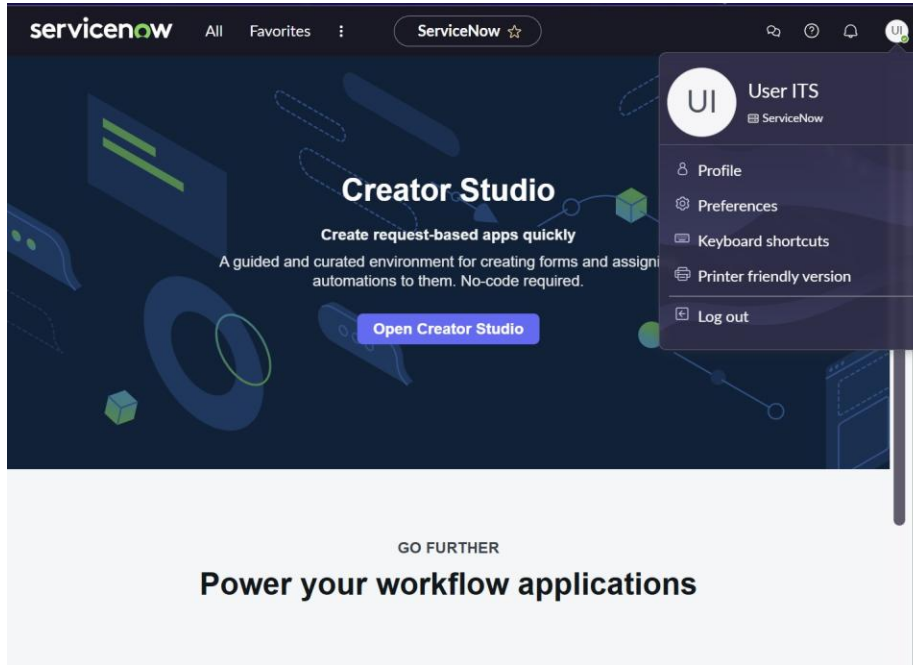 servicenow All Favorites ServiceNow UI
UI User ITS
ServiceNow
Profile
Preferences
Keyboard shortcuts
Printer friendly version
Log out
Creator Studio
Create request-based apps quickly
A guided and curated environment for creating forms and assigni
automations to them. No-code required.
Open Creator Studio
GO FURTHER
Power your workflow applications